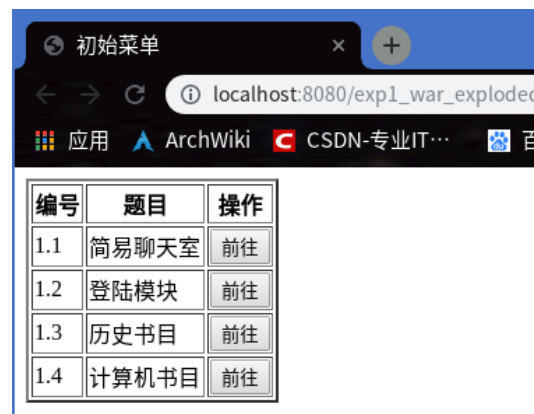 初始菜单
localhost:8080/exp1_war_exploded
应用 ArchWiki CSDN-专业IT… 百
编号 题目 操作
1.1 简易聊天室 前往
1.2 登陆模块 前往
1.3 历史书目 前往
1.4 计算机书目 前往